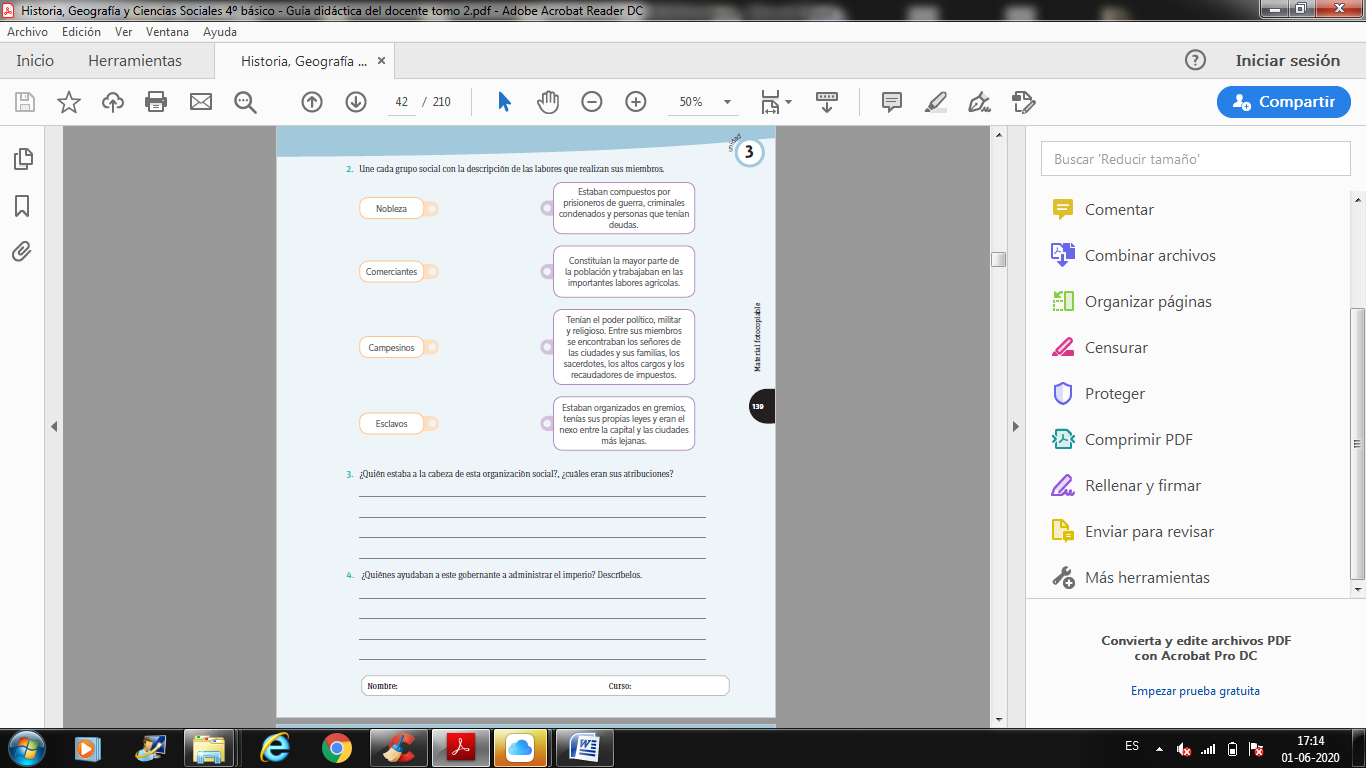 Historia, Geografía y Ciencias Sociales 4º básico - Guía didáctica del docente tomo 2.pdf - Adobe Acrobat Reader DC
Archivo Edición Ver Ventana Ayuda
Inicio Herramientas Historia, Geografía ... × Iniciar sesión
42 / 210 50% Compartir
Unidad
3
2. Une cada grupo social con la descripción de las labores que realizan sus miembros.
Nobleza
Estaban compuestos por
prisioneros de guerra, criminales
condenados y personas que tenían
deudas.
Comerciantes
Constituían la mayor parte de
la población y trabajaban en las
importantes labores agrícolas.
Campesinos
Tenían el poder político, militar
y religioso. Entre sus miembros
se encontraban los señores de
las ciudades y sus familias, los
sacerdotes, los altos cargos y los
recaudadores de impuestos.
Esclavos
Estaban organizados en gremios,
tenías sus propias leyes y eran el
nexo entre la capital y las ciudades
más lejanas.
Material fotocopiable
139
3. ¿Quién estaba a la cabeza de esta organización social?, ¿cuáles eran sus atribuciones?
4. ¿Quiénes ayudaban a este gobernante a administrar el imperio? Descríbelos.
Nombre: Curso:
Buscar 'Reducir tamaño'
Comentar
Combinar archivos
Organizar páginas
Censurar
Proteger
Comprimir PDF
Rellenar y firmar
Enviar para revisar
Más herramientas
Convierta y edite archivos PDF
con Acrobat Pro DC
Empezar prueba gratuita
ES
17:14
01-06-2020